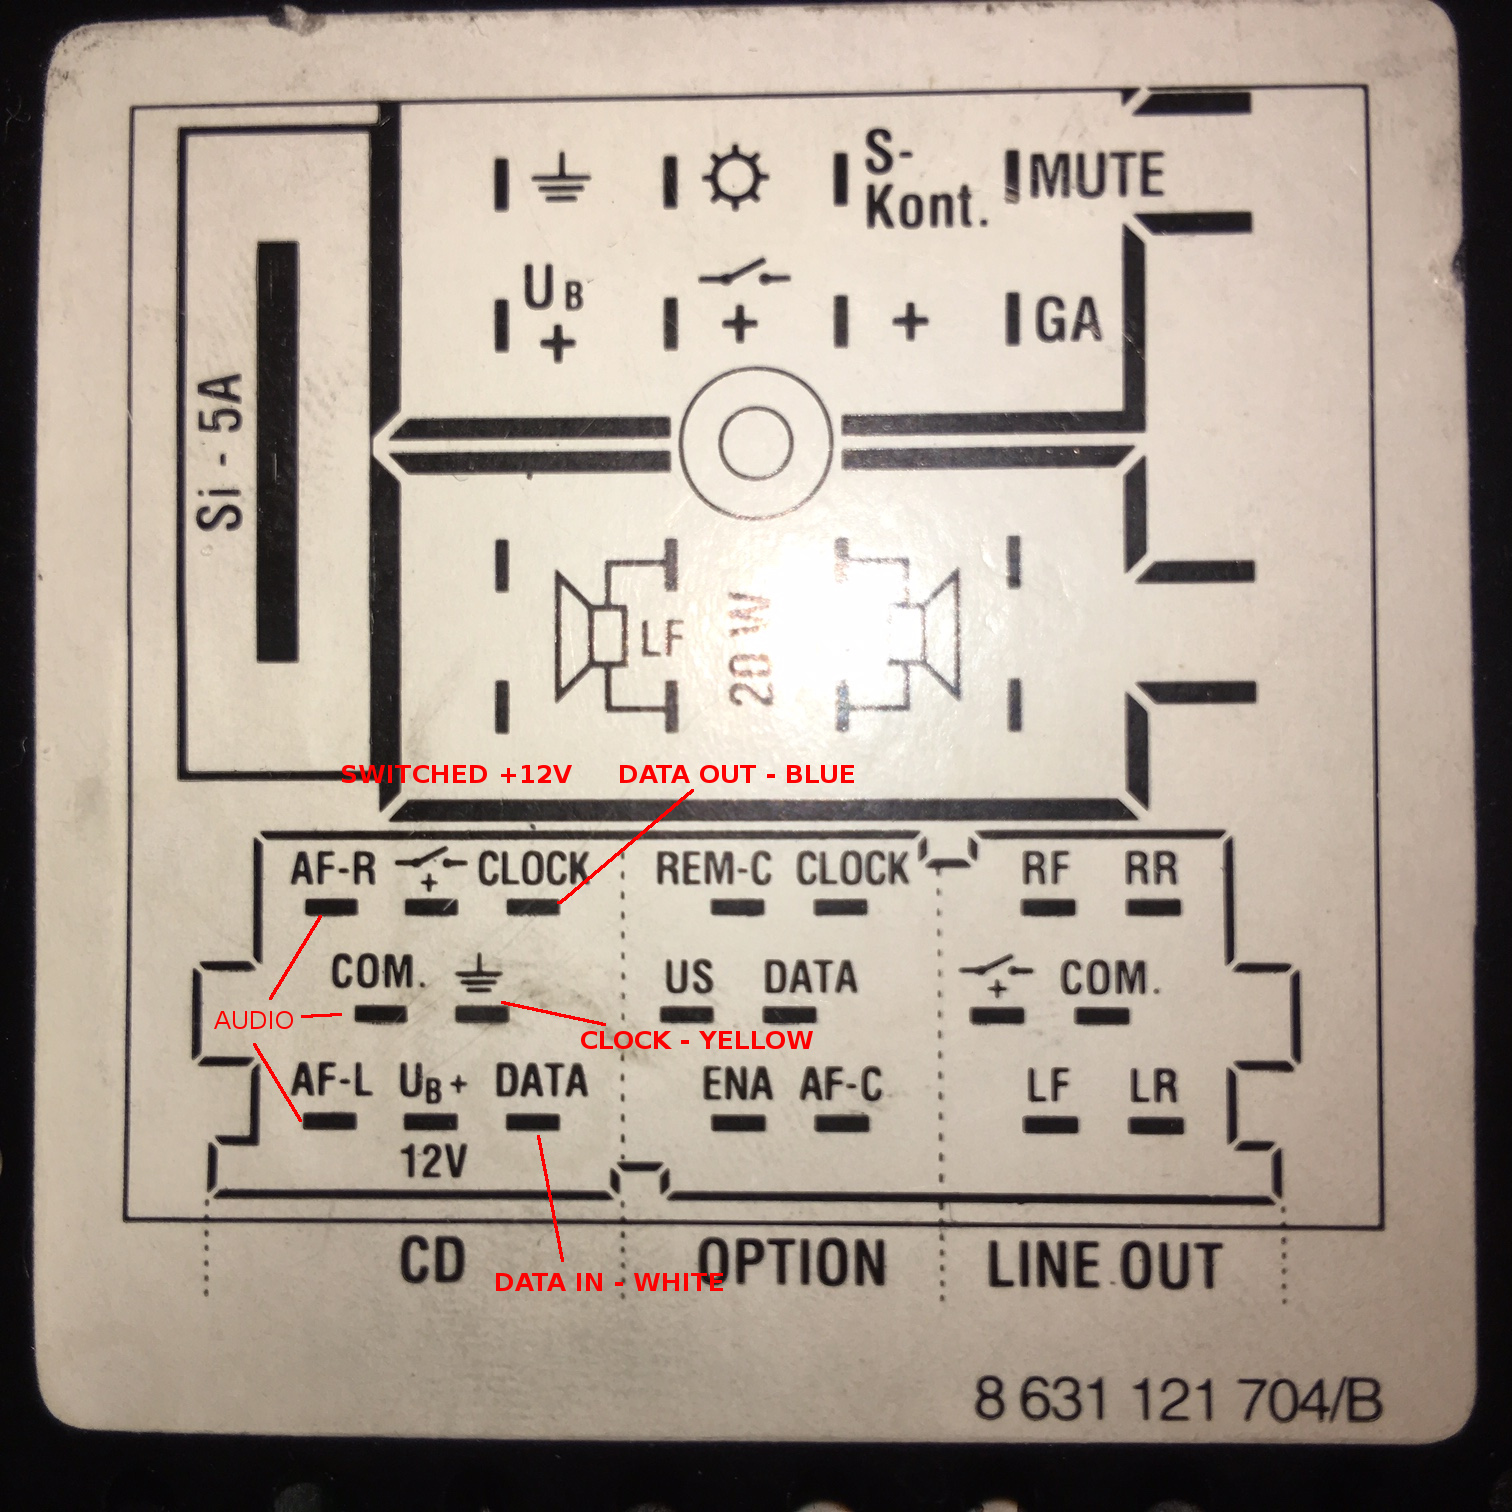 S-
Kont.
MUTE
UB
+
+
+
GA
Si - 5A
LF
20 W
SWITCHED +12V
DATA OUT - BLUE
AF-R
+
CLOCK
REM-C
CLOCK
RF
RR
COM.
US
DATA
+
COM.
AUDIO
CLOCK - YELLOW
AF-L
UB+
DATA
ENA
AF-C
LF
LR
12V
CD
OPTION
LINE OUT
DATA IN - WHITE
8 631 121 704/B